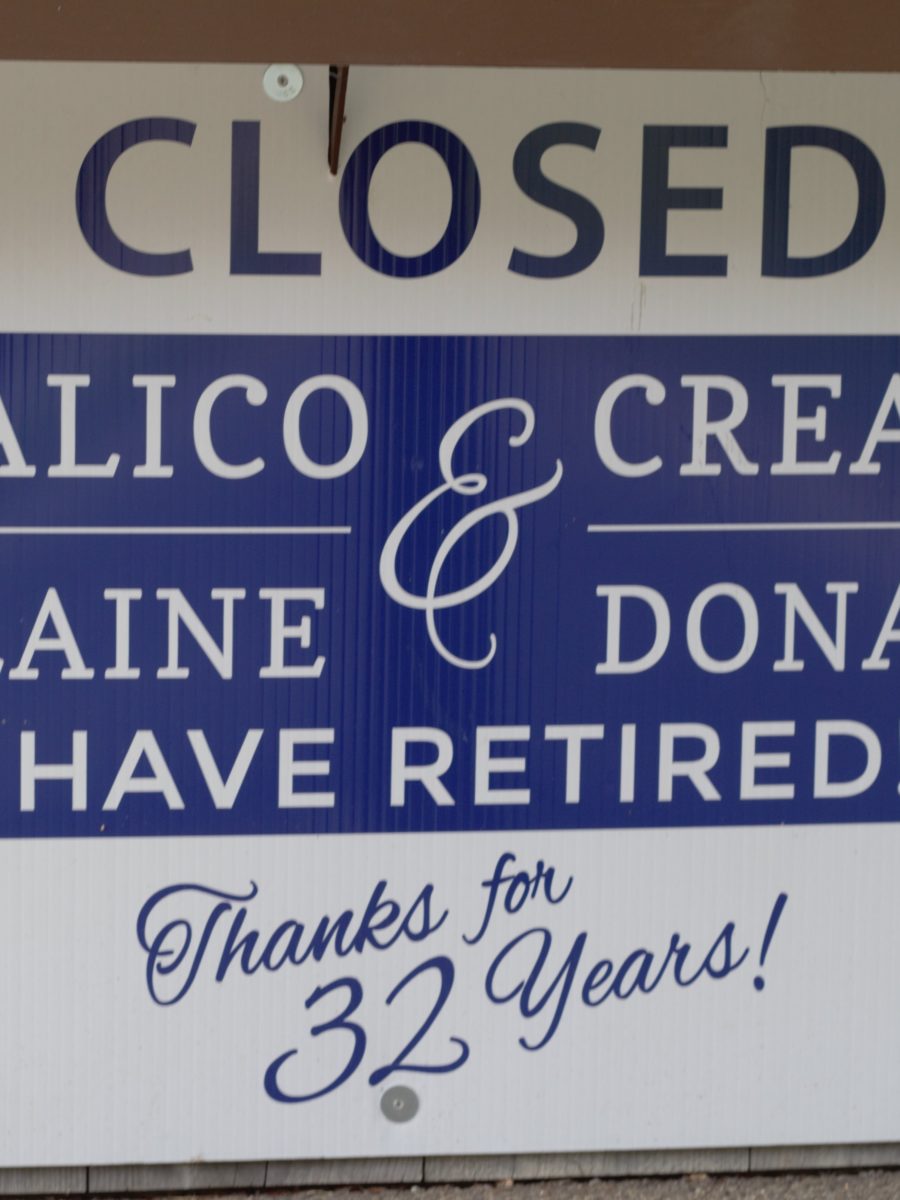 CLOSED
ALICO & CREA
LAINE DONA
HAVE RETIRED!
Thanks for
32 Years!